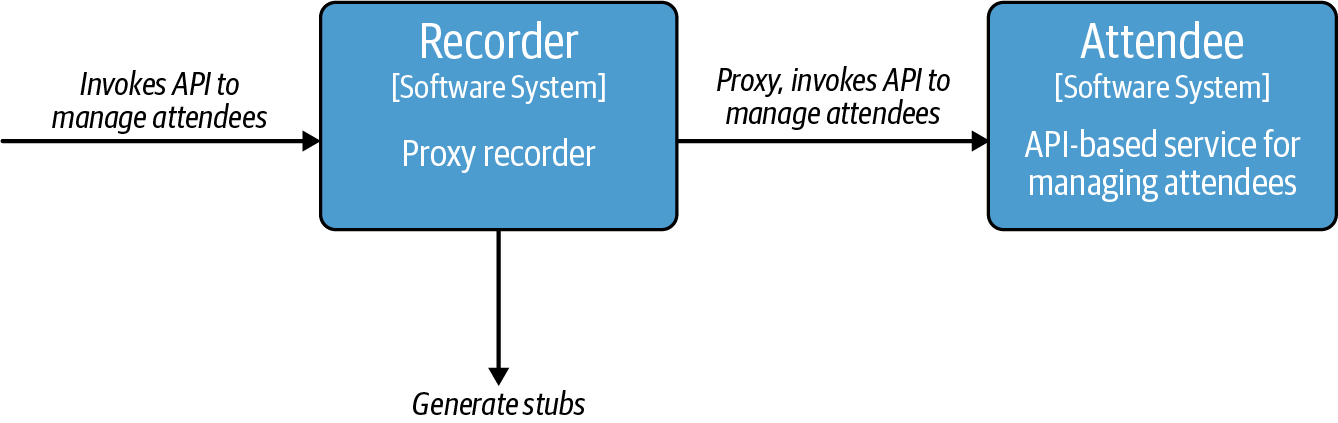 Invokes API to
manage attendees
Recorder
[Software System]
Proxy recorder
Proxy, invokes API to
manage attendees
Attendee
[Software System]
API-based service for
managing attendees
Generate stubs